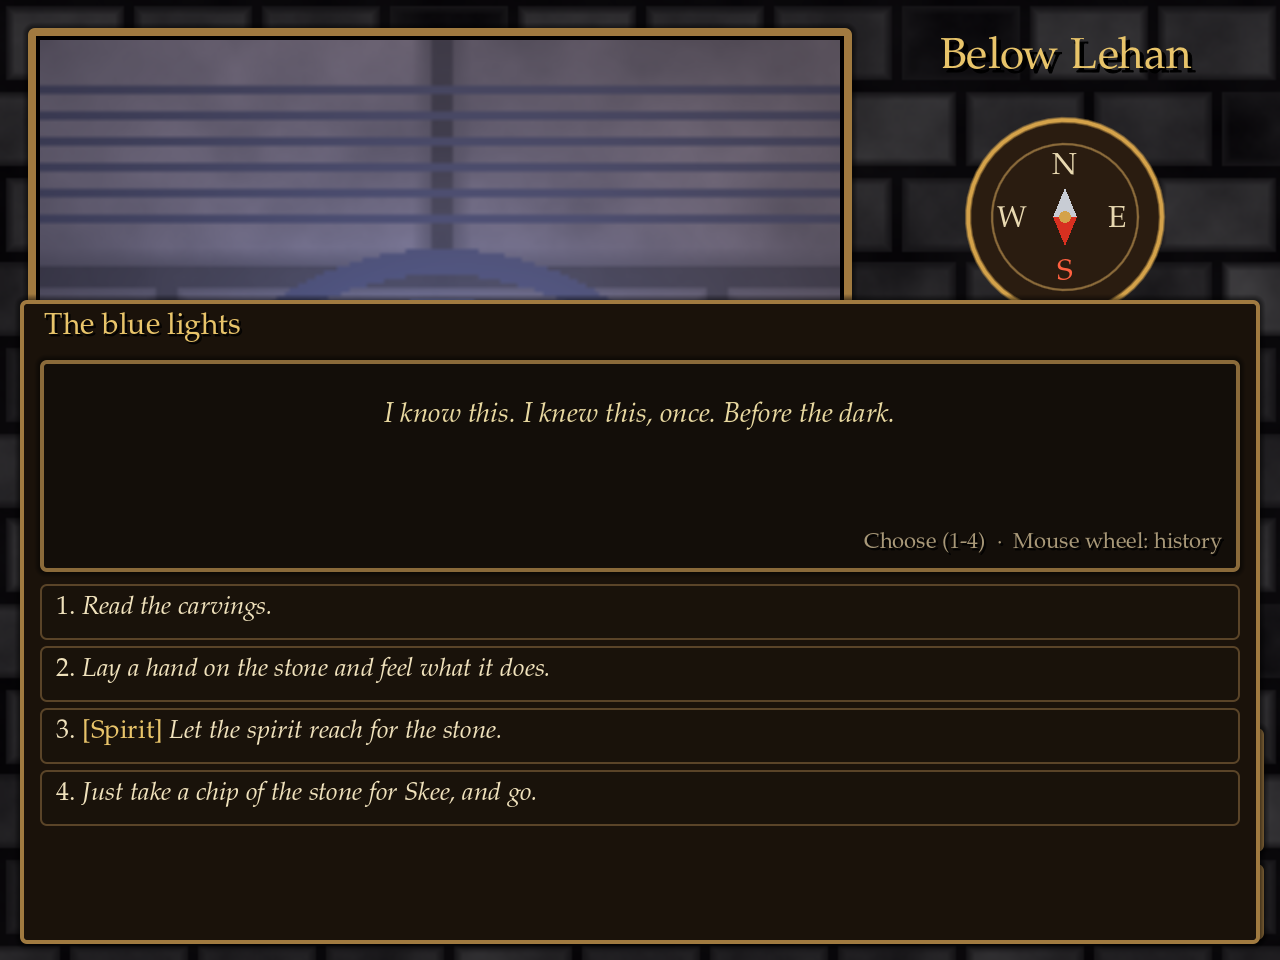 Below Lehan
N
W
E
S
The blue lights
I know this. I knew this, once. Before the dark.
Choose (1-4) · Mouse wheel: history
1. Read the carvings.
2. Lay a hand on the stone and feel what it does.
3. [Spirit] Let the spirit reach for the stone.
4. Just take a chip of the stone for Skee, and go.